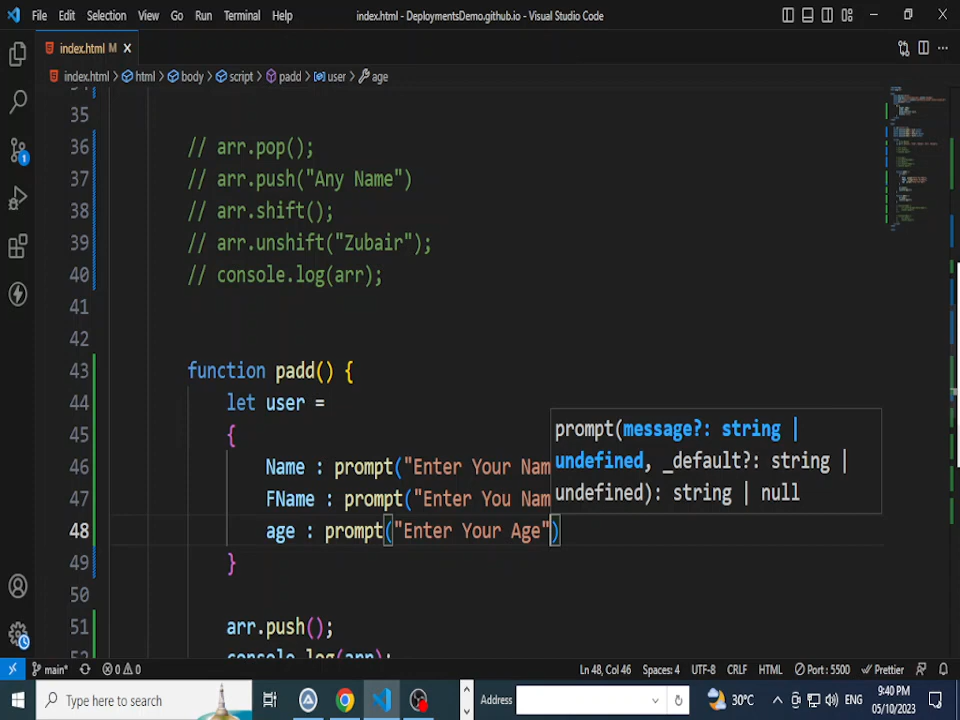 File Edit Selection View Go Run Terminal Help
index.html - DeploymentsDemo.github.io - Visual Studio Code
index.html M
index.html > html > body > script > padd > user > age
35
36 // arr.pop();
37 // arr.push("Any Name")
38 // arr.shift();
39 // arr.unshift("Zubair");
40 // console.log(arr);
41
42
43 function padd() {
44 let user =
45 {
46 Name : prompt("Enter Your Nam
47 FName : prompt("Enter You Nam
48 age : prompt("Enter Your Age")
49 }
50
51 arr.push();
console.log(arr);
prompt(message?: string |
undefined, _default?: string |
undefined): string | null
1
main* 0 0
Ln 48, Col 46 Spaces: 4 UTF-8 CRLF HTML Port : 5500 Prettier
Type here to search
Address
30°C
ENG
9:40 PM
05/10/2023